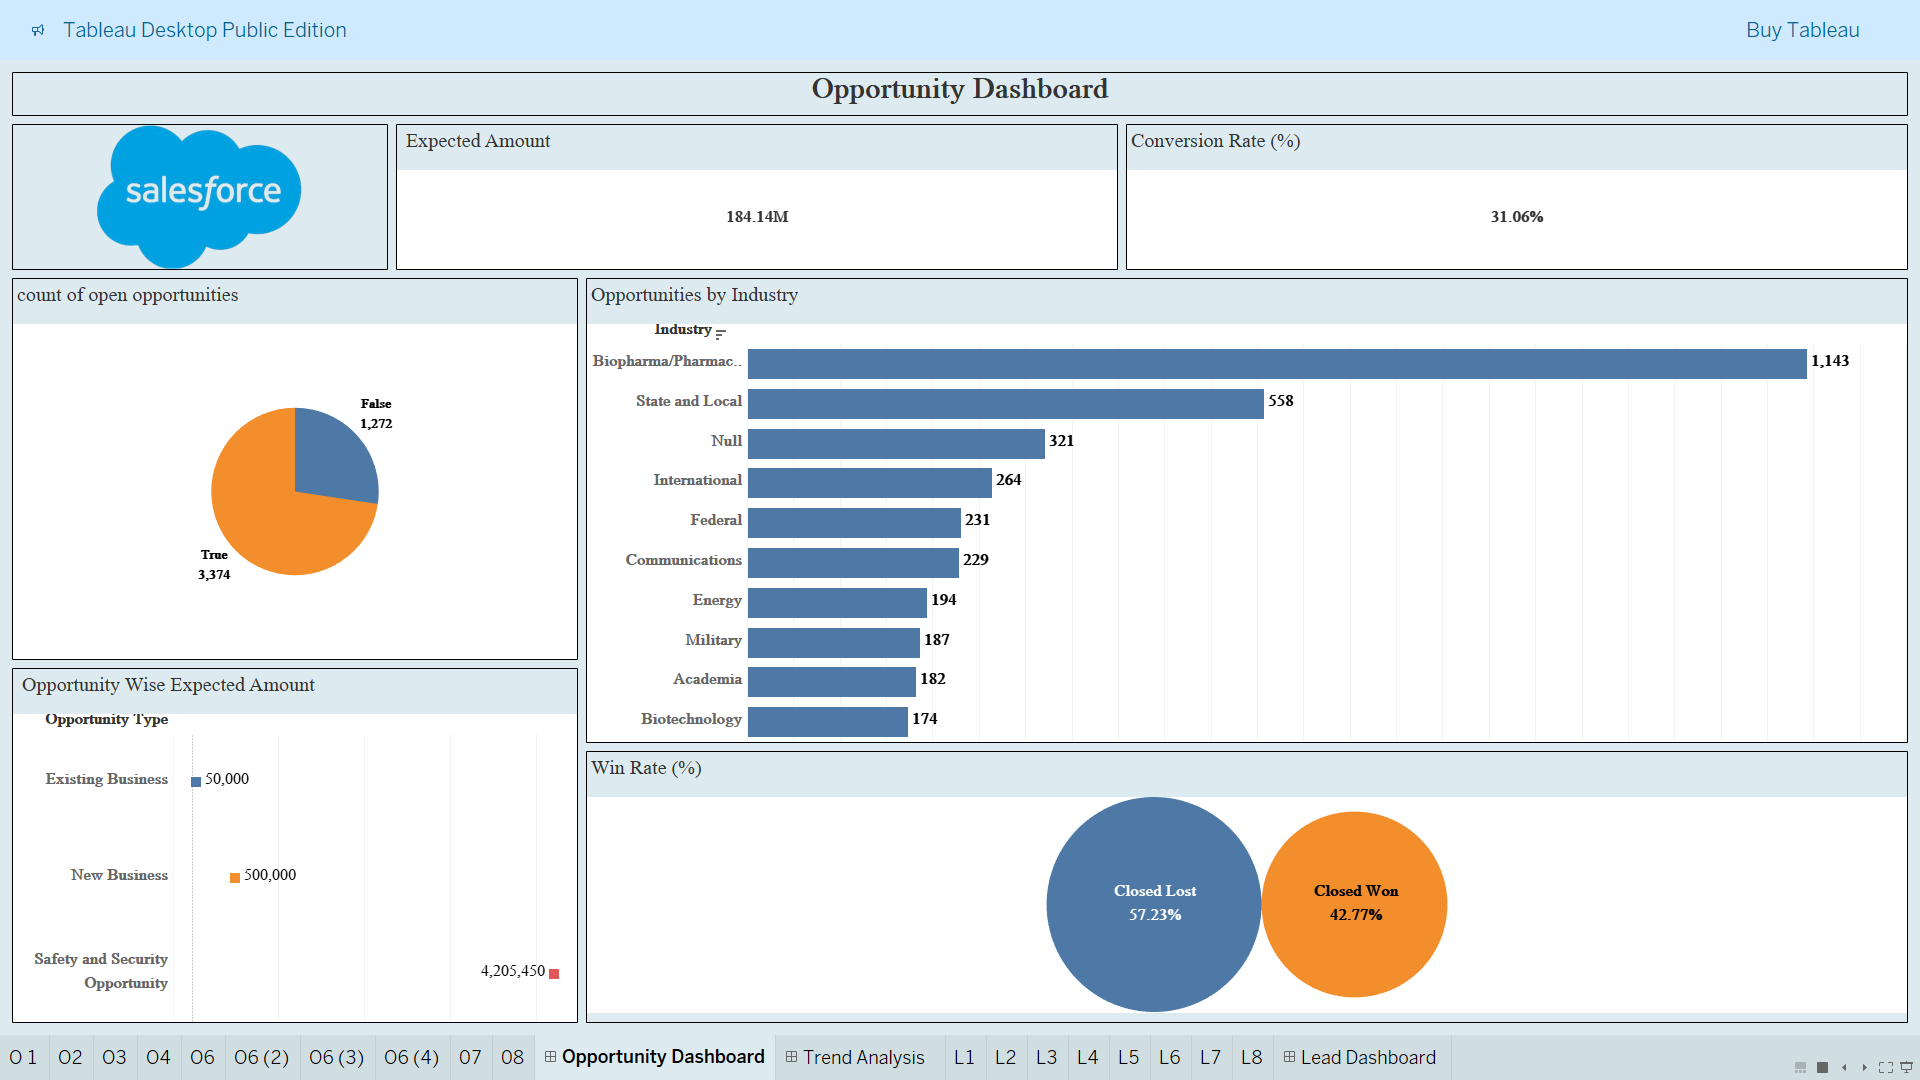 Tableau Desktop Public Edition
Buy Tableau
Opportunity Dashboard
salesforce
Expected Amount
184.14M
Conversion Rate (%)
31.06%
count of open opportunities
False
1,272
True
3,374
Opportunities by Industry
Industry
Biopharma/Pharmac.. 1,143
State and Local 558
Null 321
International 264
Federal 231
Communications 229
Energy 194
Military 187
Academia 182
Biotechnology 174
Opportunity Wise Expected Amount
Opportunity Type
Existing Business 50,000
New Business 500,000
Safety and Security
Opportunity
4,205,450
Win Rate (%)
Closed Lost
57.23%
Closed Won
42.77%
O 1 O2 O3 O4 O6 O6 (2) O6 (3) O6 (4) O7 O8 Opportunity Dashboard Trend Analysis L1 L2 L3 L4 L5 L6 L7 L8 Lead Dashboard